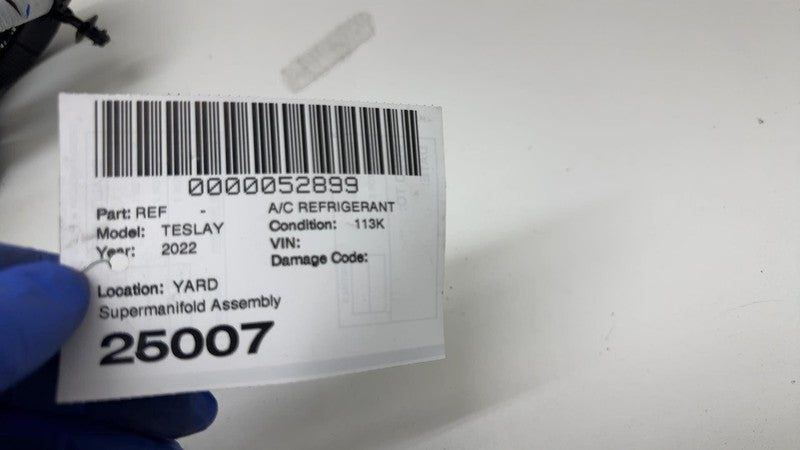 0000052899
Part: REF - A/C REFRIGERANT
Model: TESLAY Condition: 113K
Year: 2022 VIN:
Damage Code:
Location: YARD
Supermanifold Assembly
25007